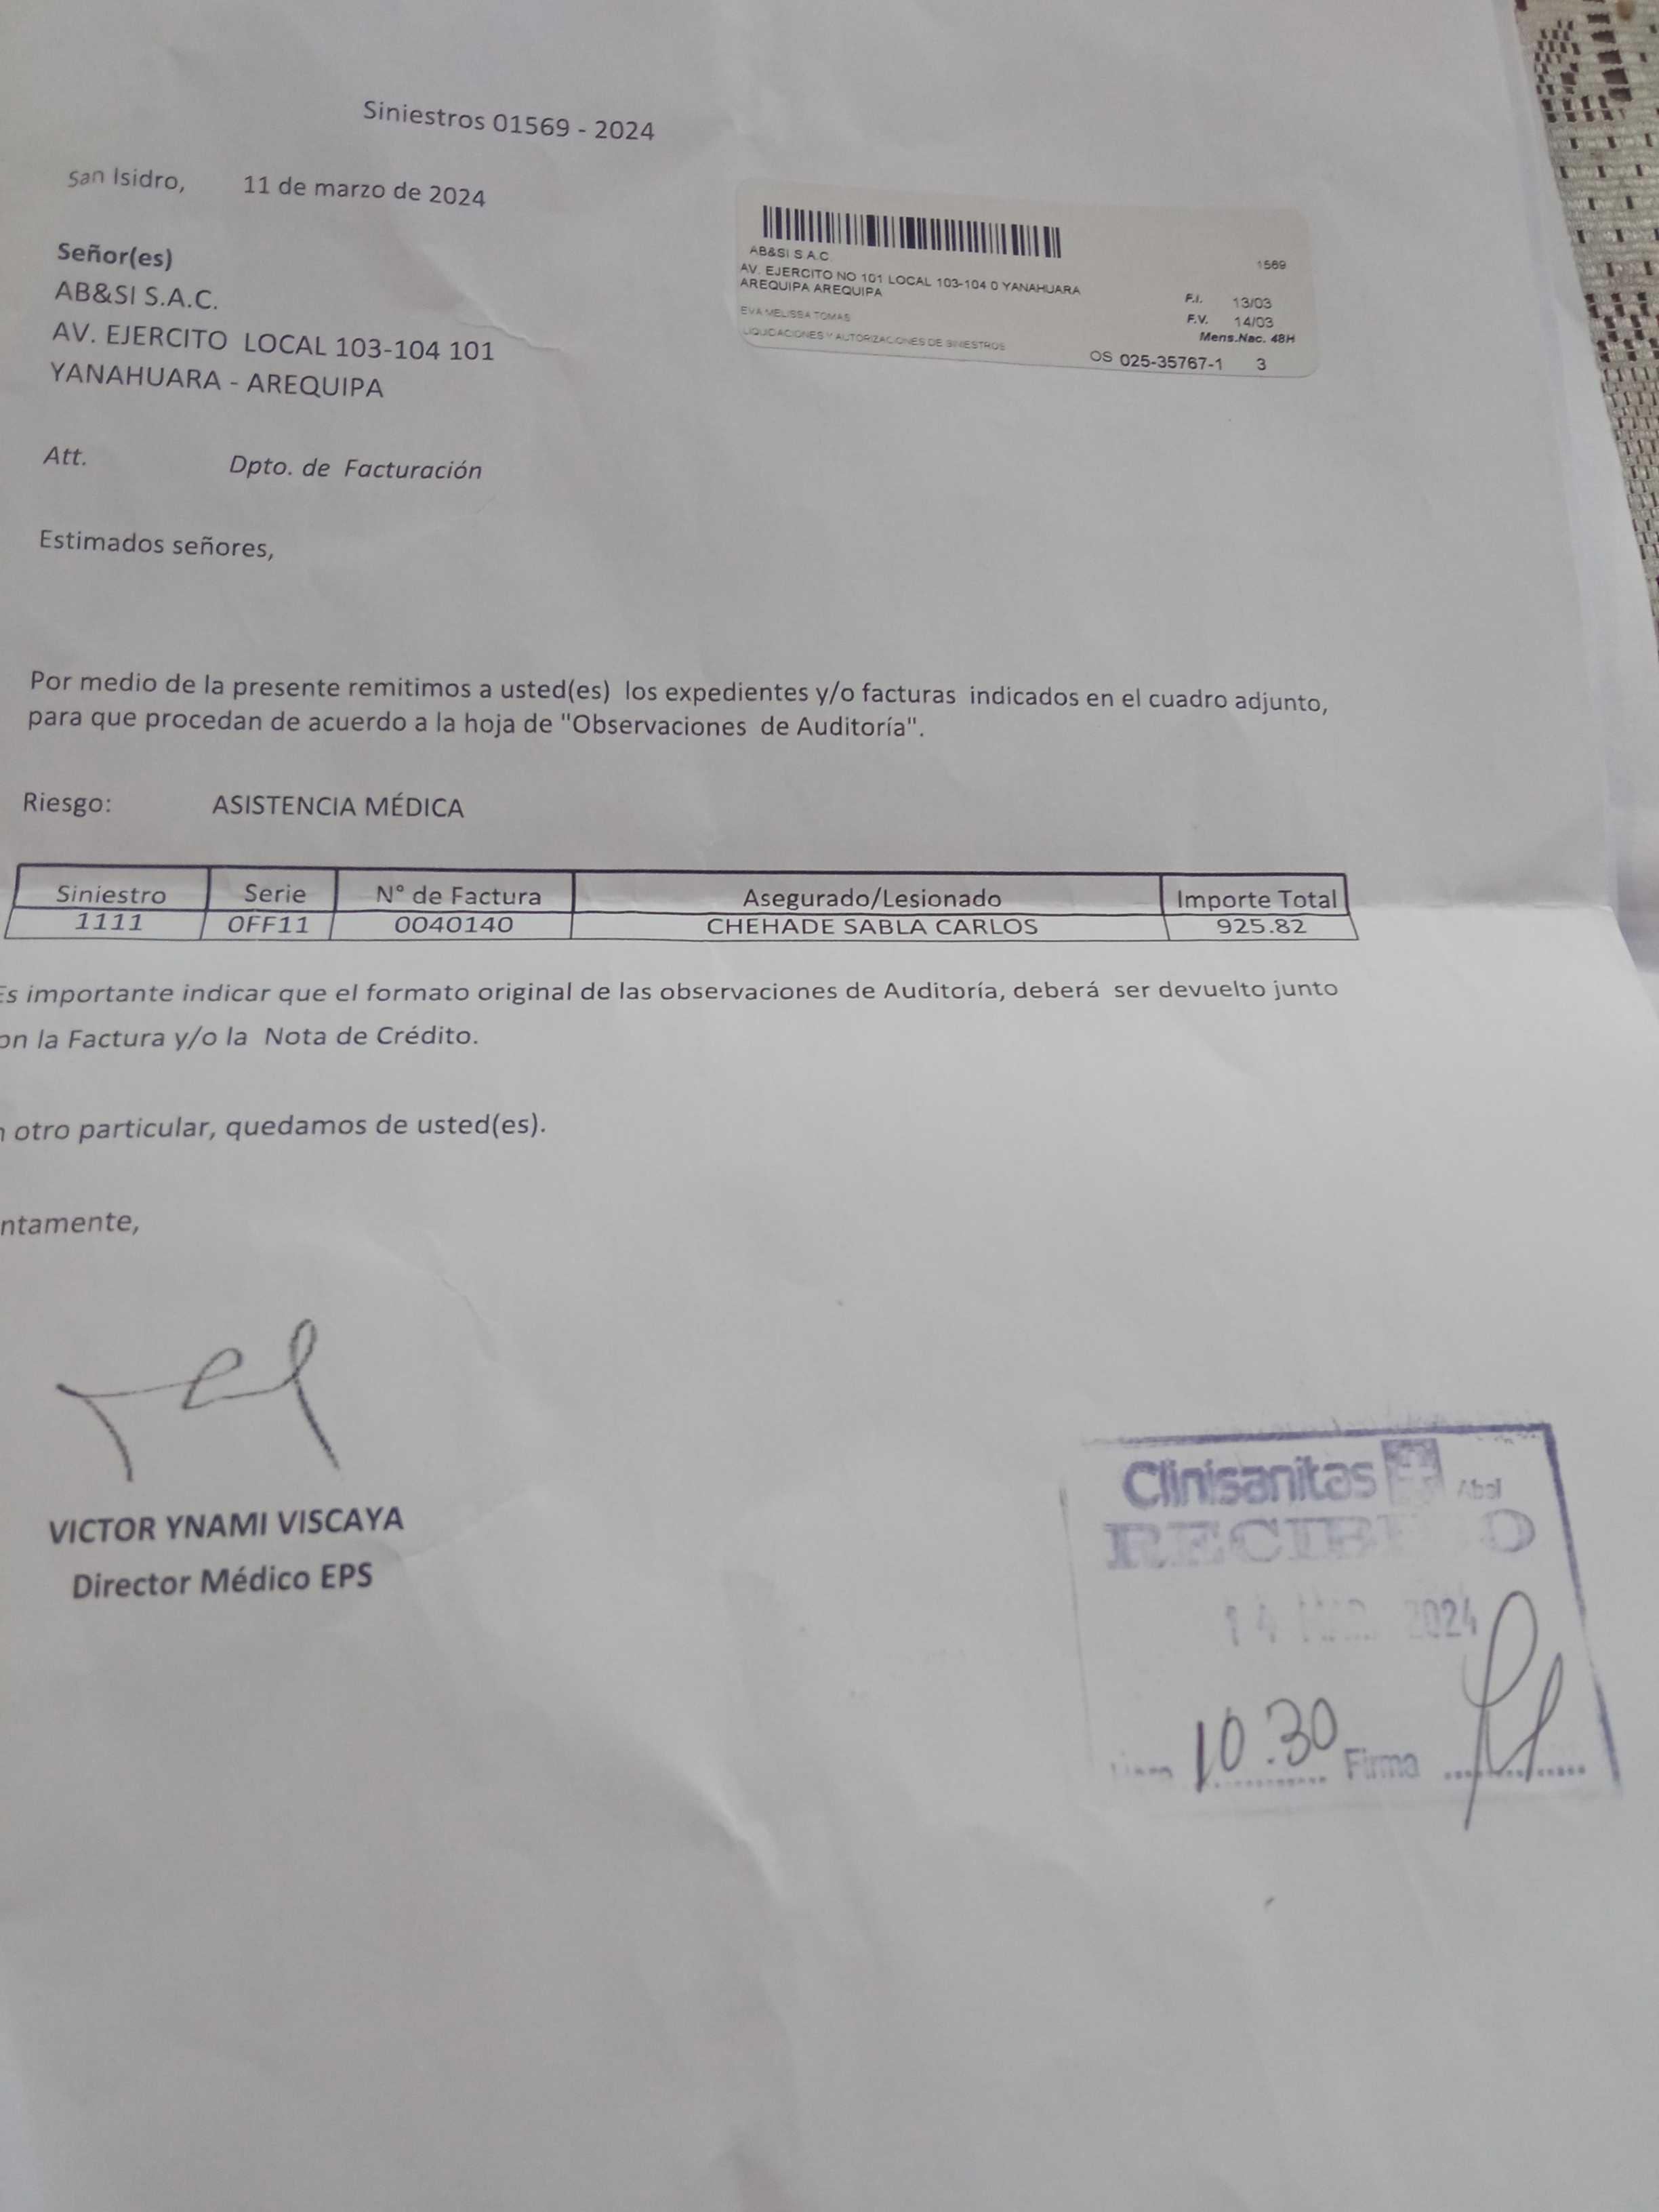 Siniestros 01569 - 2024
San Isidro, 11 de marzo de 2024
AB&SI S.A.C.
AV. EJERCITO NO 101 LOCAL 103-104 0 YANAHUARA
AREQUIPA AREQUIPA
EVA MELISSA TOMAS
LIQUIDACIONES Y AUTORIZACIONES DE SINIESTROS
1569
F.I. 13/03
F.V. 14/03
Mens.Nac. 48H
OS 025-35767-1 3
Señor(es)
AB&SI S.A.C.
AV. EJERCITO LOCAL 103-104 101
YANAHUARA - AREQUIPA
Att. Dpto. de Facturación
Estimados señores,
Por medio de la presente remitimos a usted(es) los expedientes y/o facturas indicados en el cuadro adjunto,
para que procedan de acuerdo a la hoja de "Observaciones de Auditoría".
Riesgo: ASISTENCIA MÉDICA
Siniestro Serie N° de Factura Asegurado/Lesionado Importe Total
1111 0FF11 0040140 CHEHADE SABLA CARLOS 925.82
Es importante indicar que el formato original de las observaciones de Auditoría, deberá ser devuelto junto
on la Factura y/o la Nota de Crédito.
n otro particular, quedamos de usted(es).
ntamente,
VICTOR YNAMI VISCAYA
Director Médico EPS
Clinisanitas
RECIBIDO
14 MAR 2024
10:30 Firma